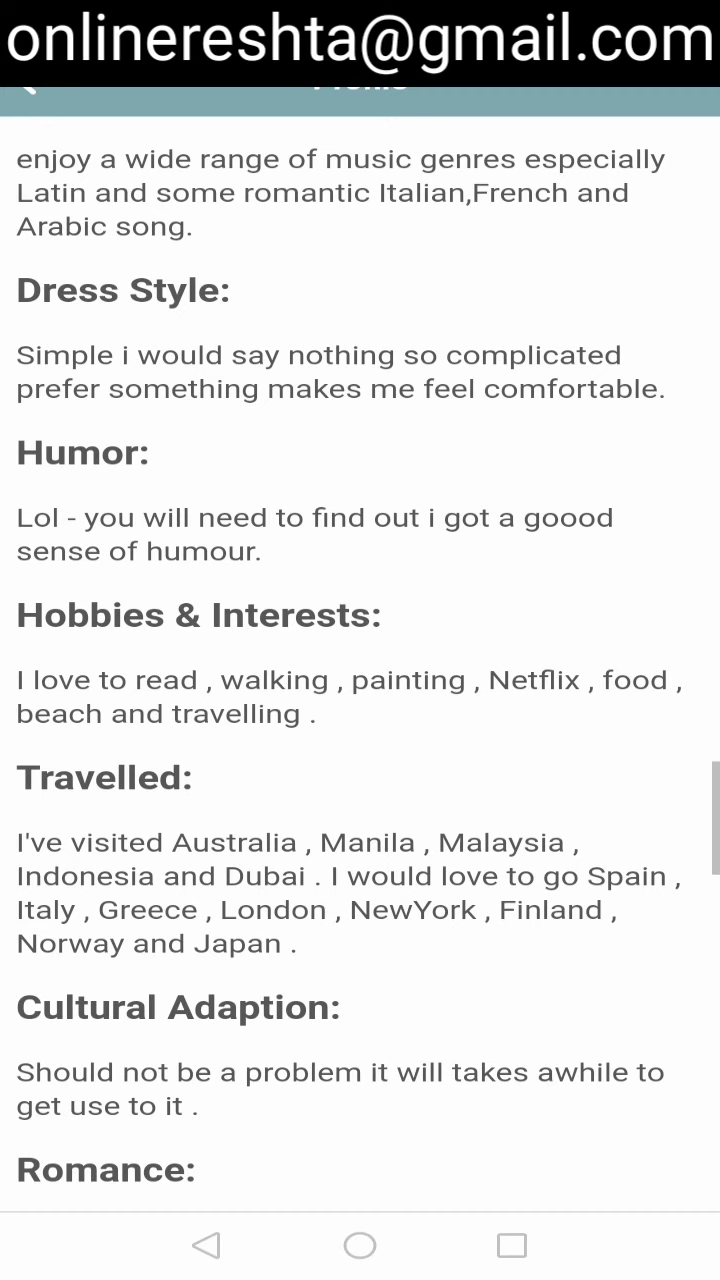 onlinereshta@gmail.com
enjoy a wide range of music genres especially
Latin and some romantic Italian,French and
Arabic song.
Dress Style:
Simple i would say nothing so complicated
prefer something makes me feel comfortable.
Humor:
Lol - you will need to find out i got a goood
sense of humour.
Hobbies & Interests:
I love to read , walking , painting , Netflix , food ,
beach and travelling .
Travelled:
I've visited Australia , Manila , Malaysia ,
Indonesia and Dubai . I would love to go Spain ,
Italy , Greece , London , NewYork , Finland ,
Norway and Japan .
Cultural Adaption:
Should not be a problem it will takes awhile to
get use to it .
Romance: